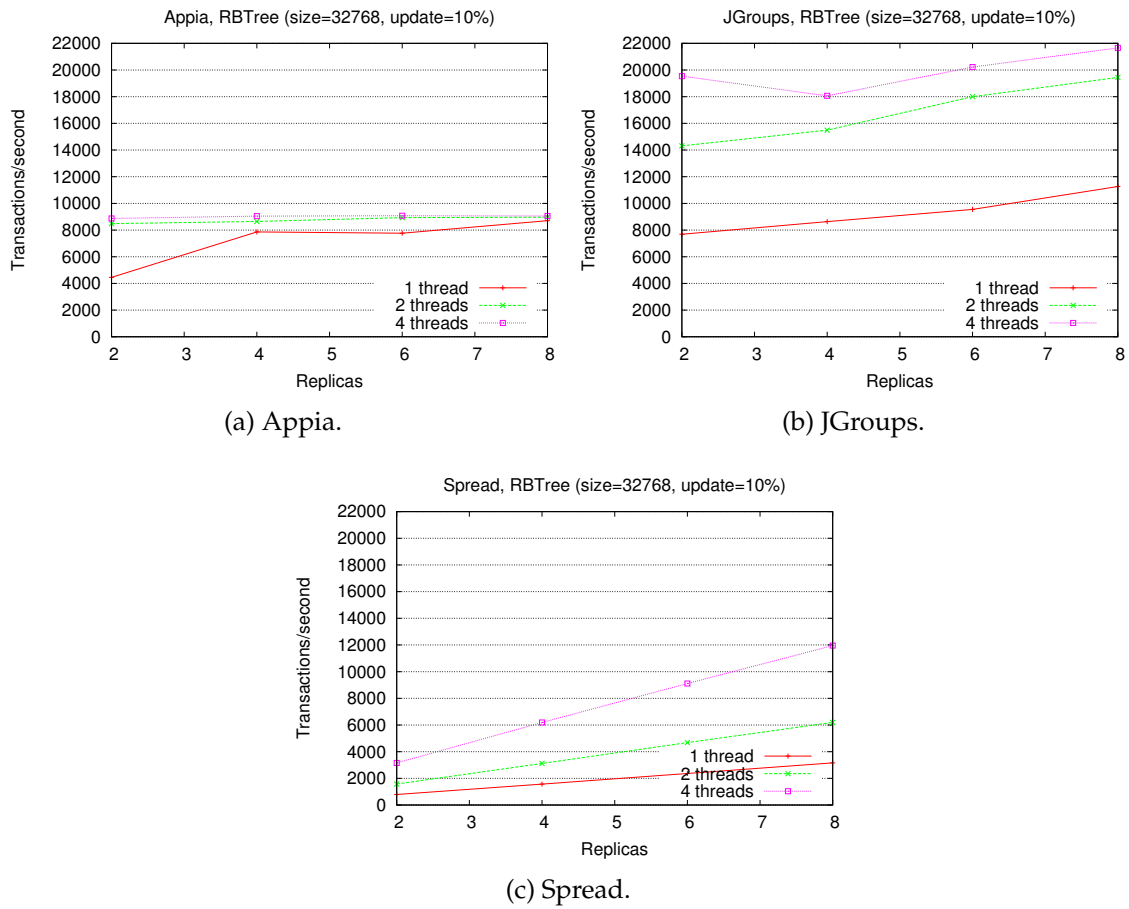 Appia, RBTree (size=32768, update=10%)
22000
20000
18000
16000
14000
12000
10000
8000
6000
4000
2000
0
Transactions/second
1 thread
2 threads
4 threads
2 3 4 5 6 7 8
Replicas
(a) Appia.
JGroups, RBTree (size=32768, update=10%)
22000
20000
18000
16000
14000
12000
10000
8000
6000
4000
2000
0
Transactions/second
1 thread
2 threads
4 threads
2 3 4 5 6 7 8
Replicas
(b) JGroups.
Spread, RBTree (size=32768, update=10%)
22000
20000
18000
16000
14000
12000
10000
8000
6000
4000
2000
0
Transactions/second
1 thread
2 threads
4 threads
2 3 4 5 6 7 8
Replicas
(c) Spread.